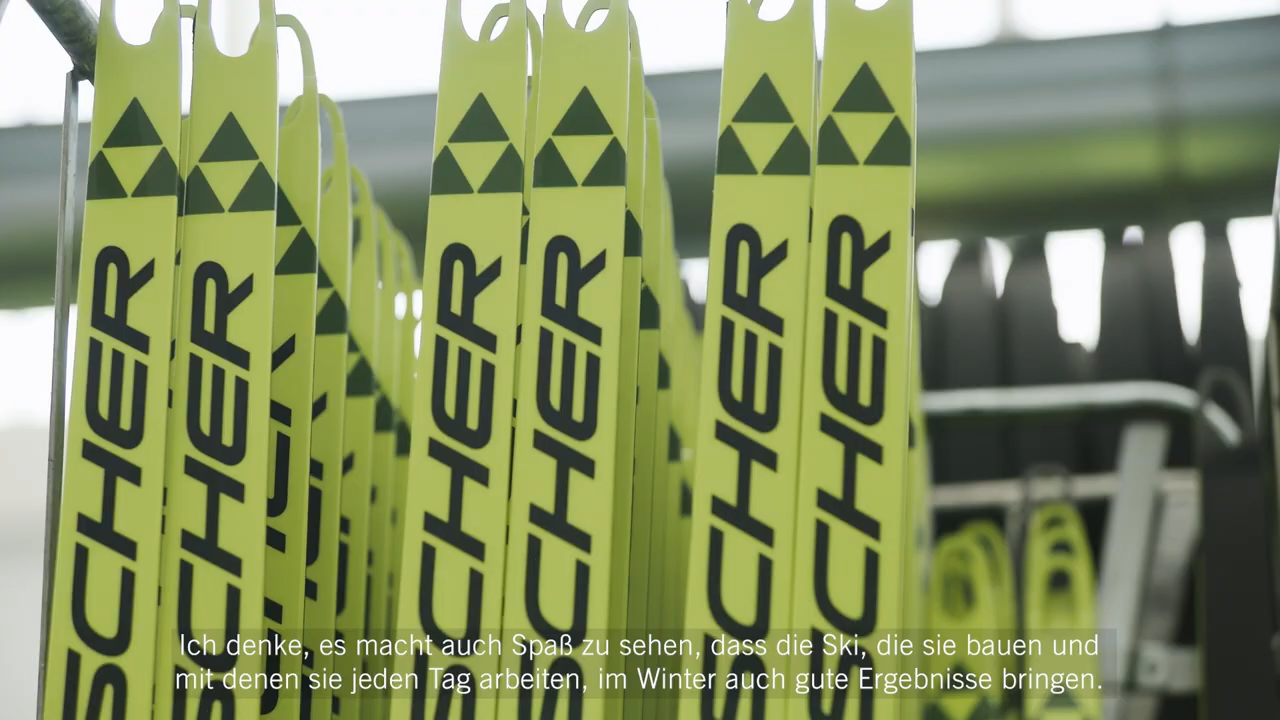 SCHER
SCHER
SCHER
SCHER
SCHER
SCHER
Ich denke, es macht auch Spaß zu sehen, dass die Ski, die sie bauen und
mit denen sie jeden Tag arbeiten, im Winter auch gute Ergebnisse bringen.